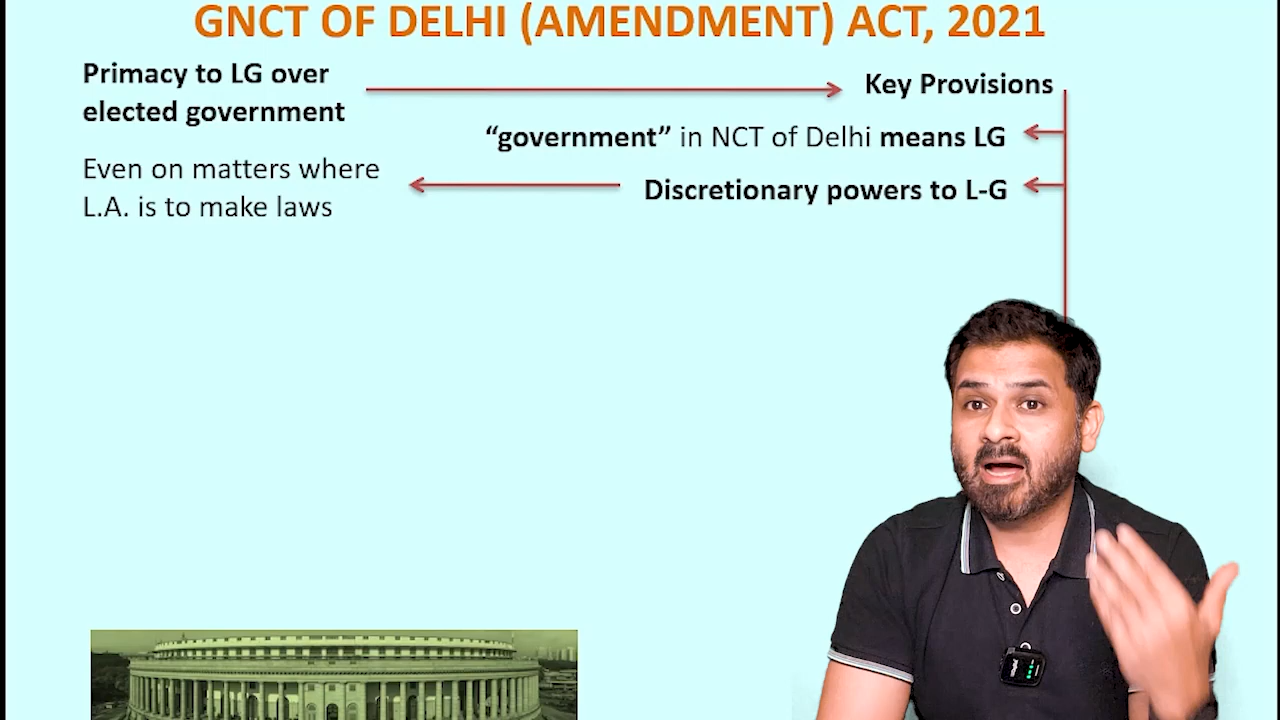 GNCT OF DELHI (AMENDMENT) ACT, 2021
Primacy to LG over
elected government
Key Provisions
“government” in NCT of Delhi means LG
Even on matters where
L.A. is to make laws
Discretionary powers to L-G